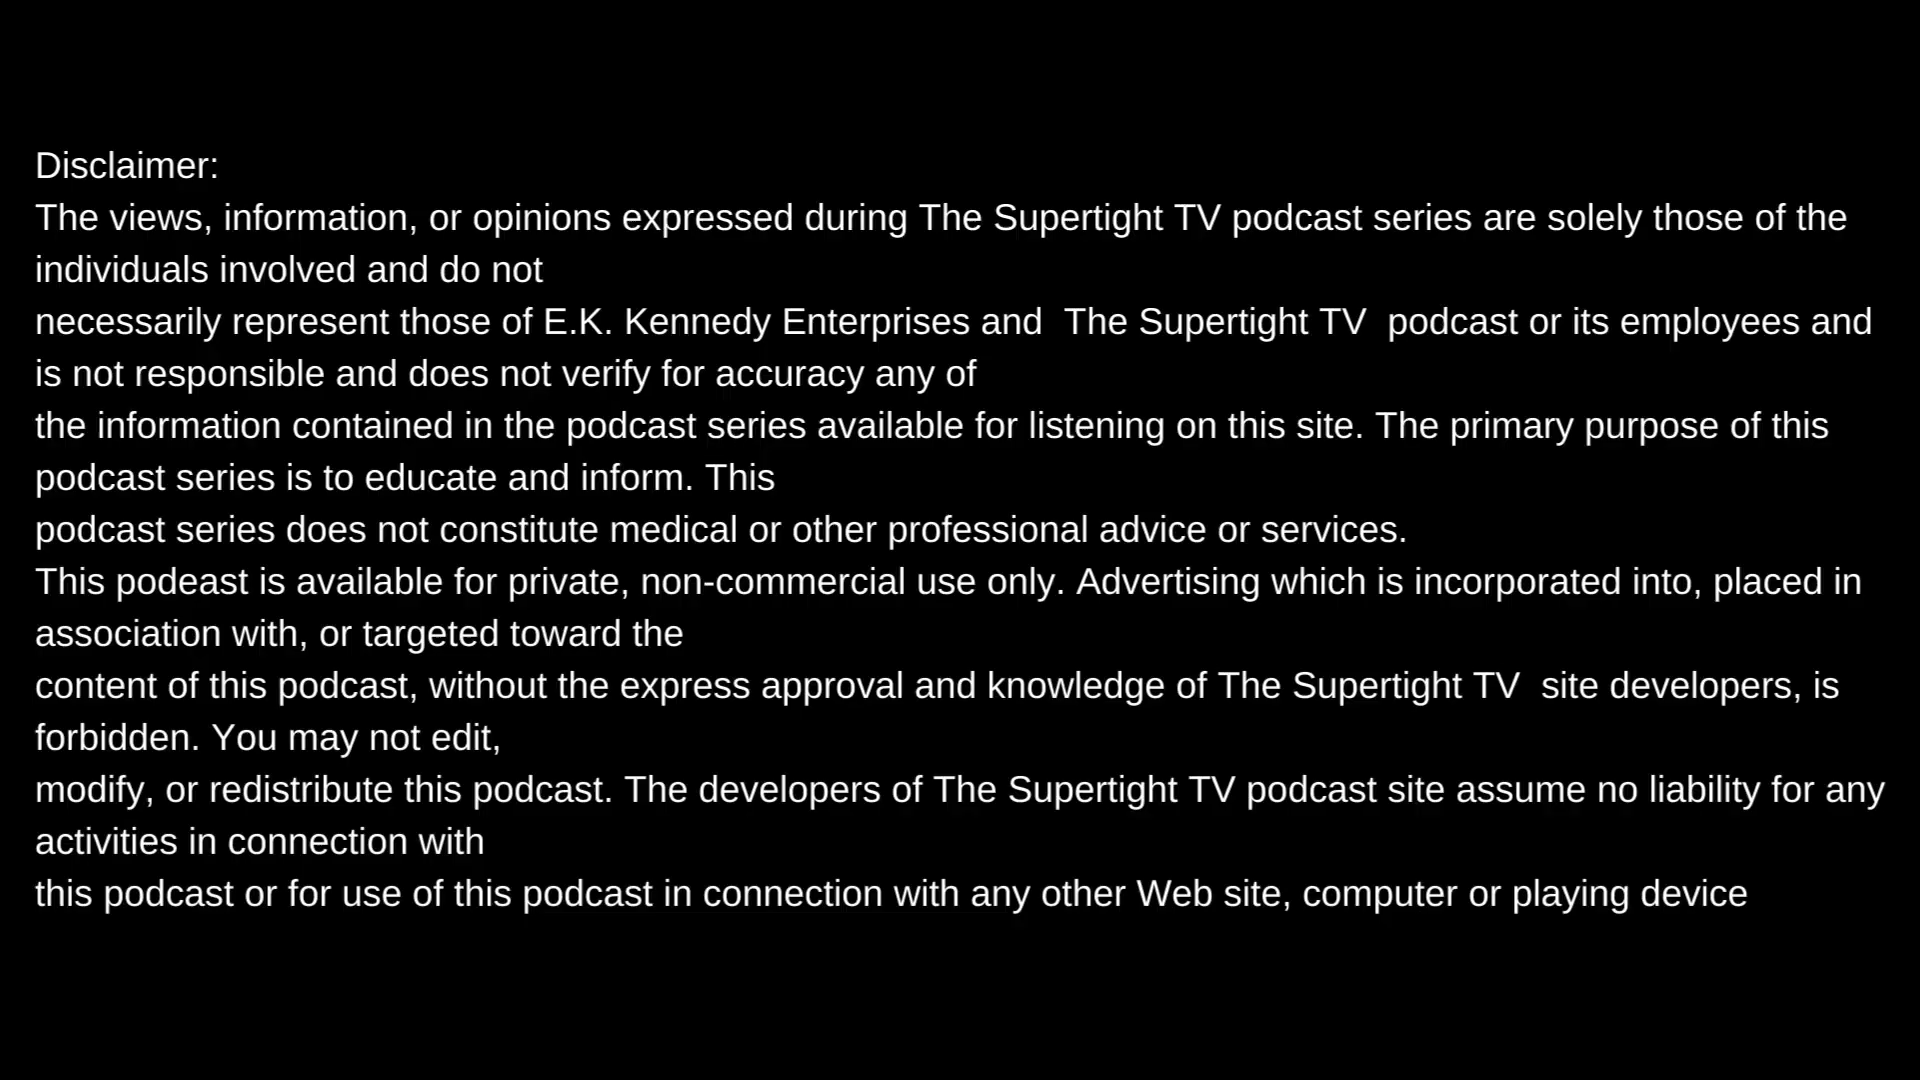 Disclaimer:
The views, information, or opinions expressed during The Supertight TV podcast series are solely those of the
individuals involved and do not
necessarily represent those of E.K. Kennedy Enterprises and  The Supertight TV  podcast or its employees and
is not responsible and does not verify for accuracy any of
the information contained in the podcast series available for listening on this site. The primary purpose of this
podcast series is to educate and inform. This
podcast series does not constitute medical or other professional advice or services.
This podeast is available for private, non-commercial use only. Advertising which is incorporated into, placed in
association with, or targeted toward the
content of this podcast, without the express approval and knowledge of The Supertight TV  site developers, is
forbidden. You may not edit,
modify, or redistribute this podcast. The developers of The Supertight TV podcast site assume no liability for any
activities in connection with
this podcast or for use of this podcast in connection with any other Web site, computer or playing device